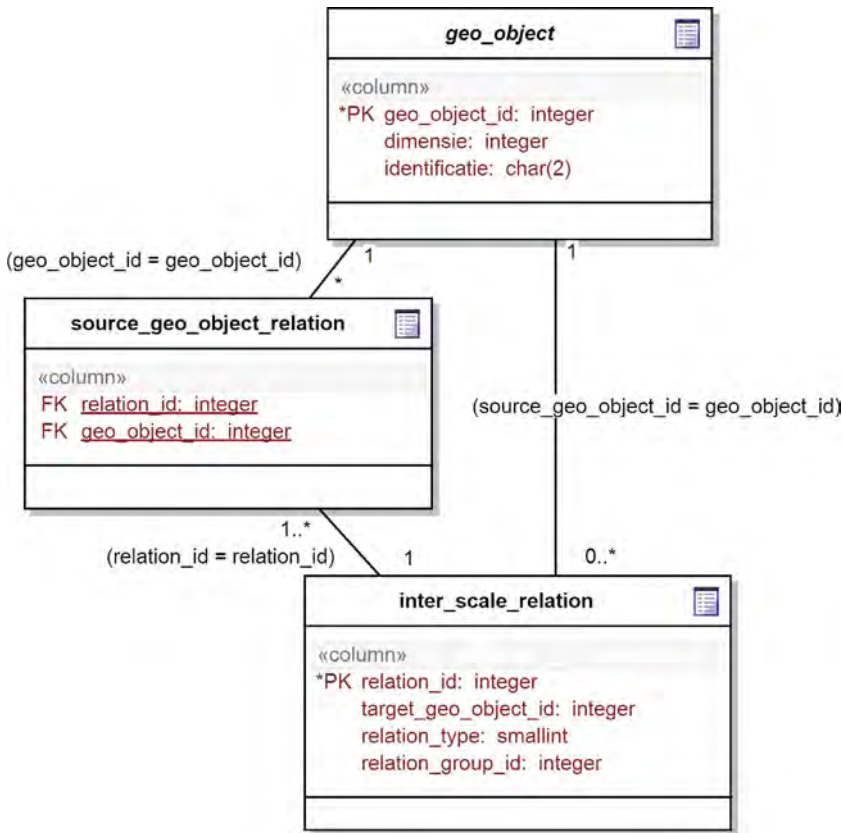 geo_object
«column»
*PK geo_object_id: integer
dimensie: integer
identificatie: char(2)
1
1
(geo_object_id = geo_object_id)
*
source_geo_object_relation
«column»
FK relation_id: integer
FK geo_object_id: integer
(source_geo_object_id = geo_object_id)
1..*
(relation_id = relation_id)
1
0..*
inter_scale_relation
«column»
*PK relation_id: integer
target_geo_object_id: integer
relation_type: smallint
relation_group_id: integer